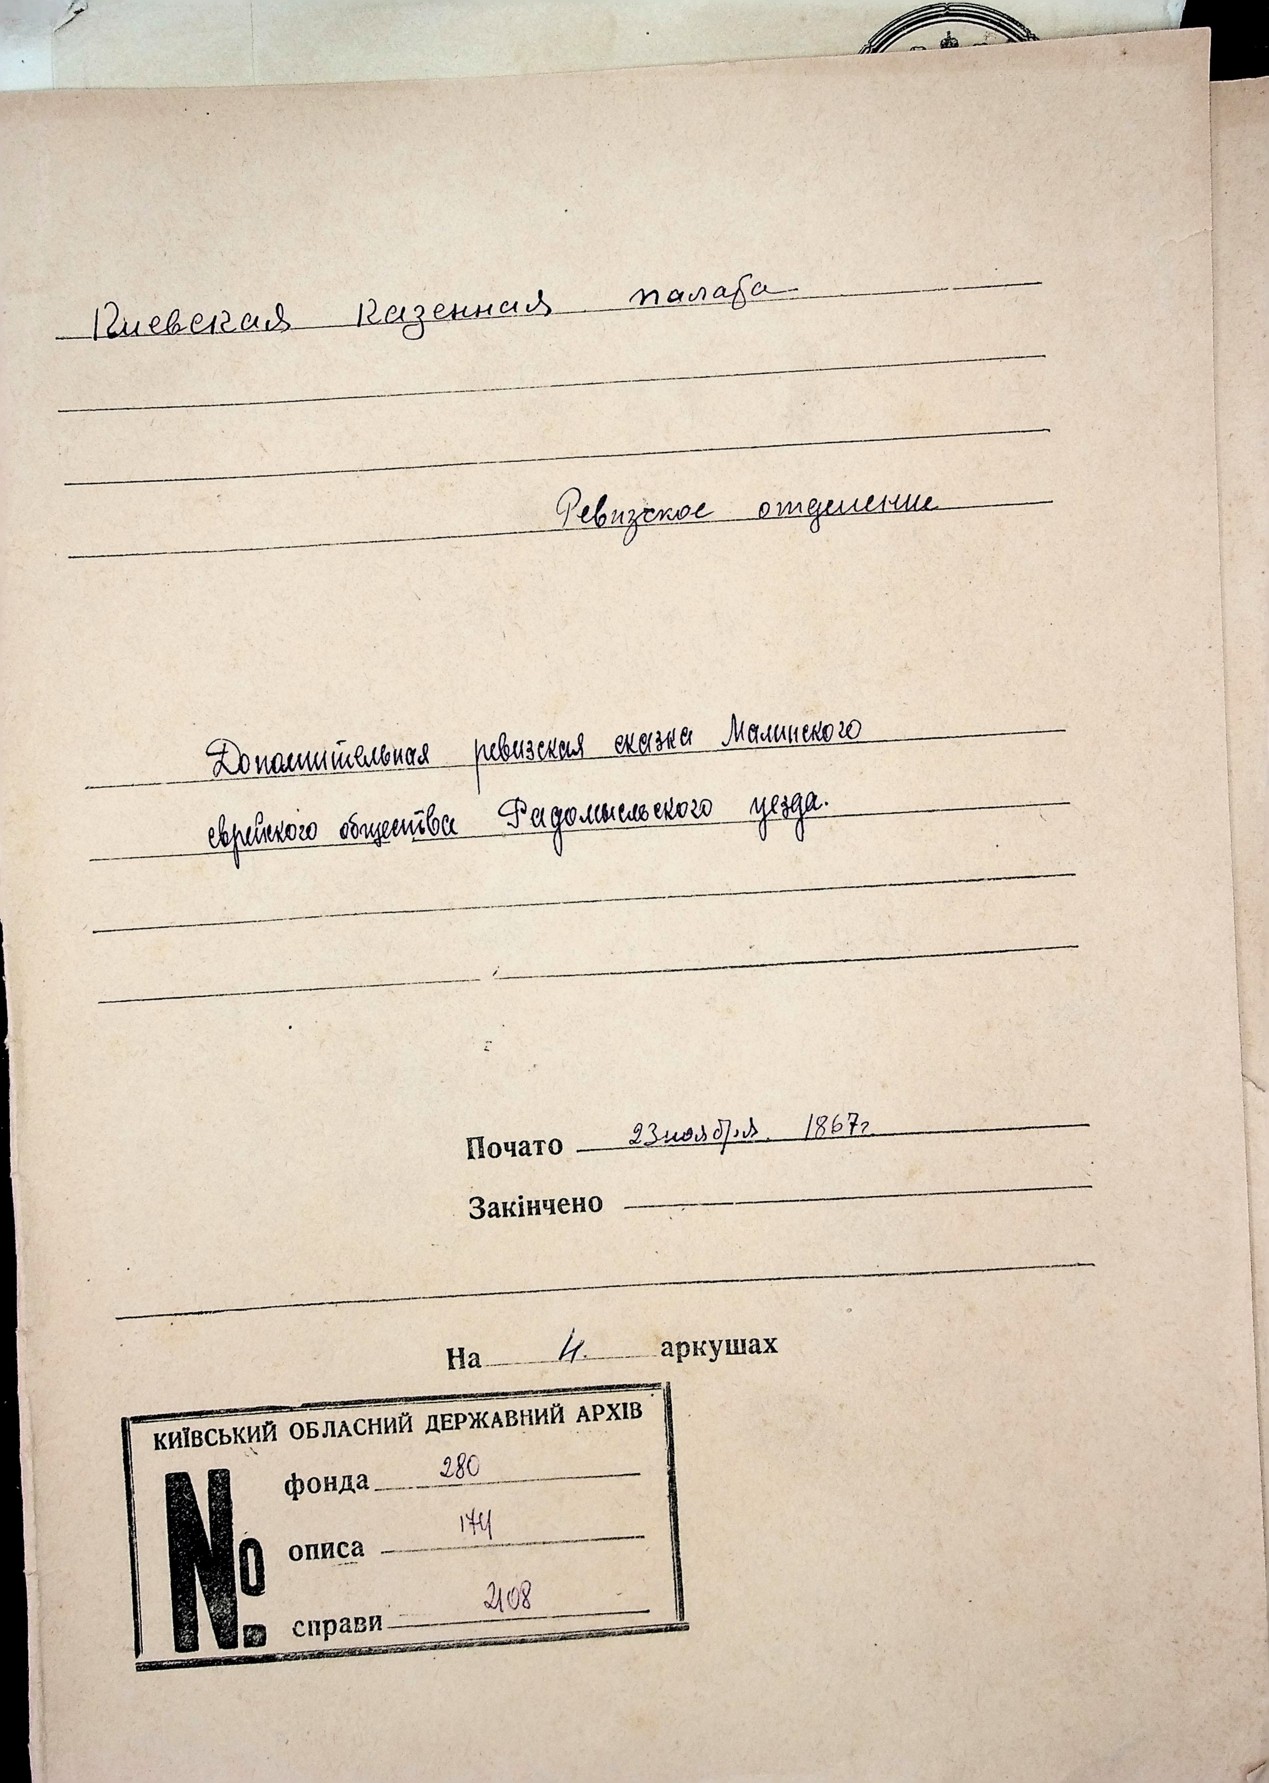 Киевская казенная палата
Ревизское отделение
Дополнительная ревизская сказка Малинского
еврейского общества Радомысльского уезда.
Почато 23 ноября 1867 г
Закінчено
На 4. аркушах
КИЇВСЬКИЙ ОБЛАСНИЙ ДЕРЖАВНИЙ АРХІВ
№
фонда 280
описа 174
справи